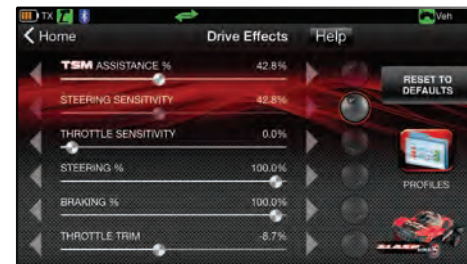 TX Veh
Home Drive Effects Help
TSM ASSISTANCE % 42.8%
STEERING SENSITIVITY 42.8%
THROTTLE SENSITIVITY 0.0%
STEERING % 100.0%
BRAKING % 100.0%
THROTTLE TRIM -8.7%
RESET TO
DEFAULTS
PROFILES
SLASH